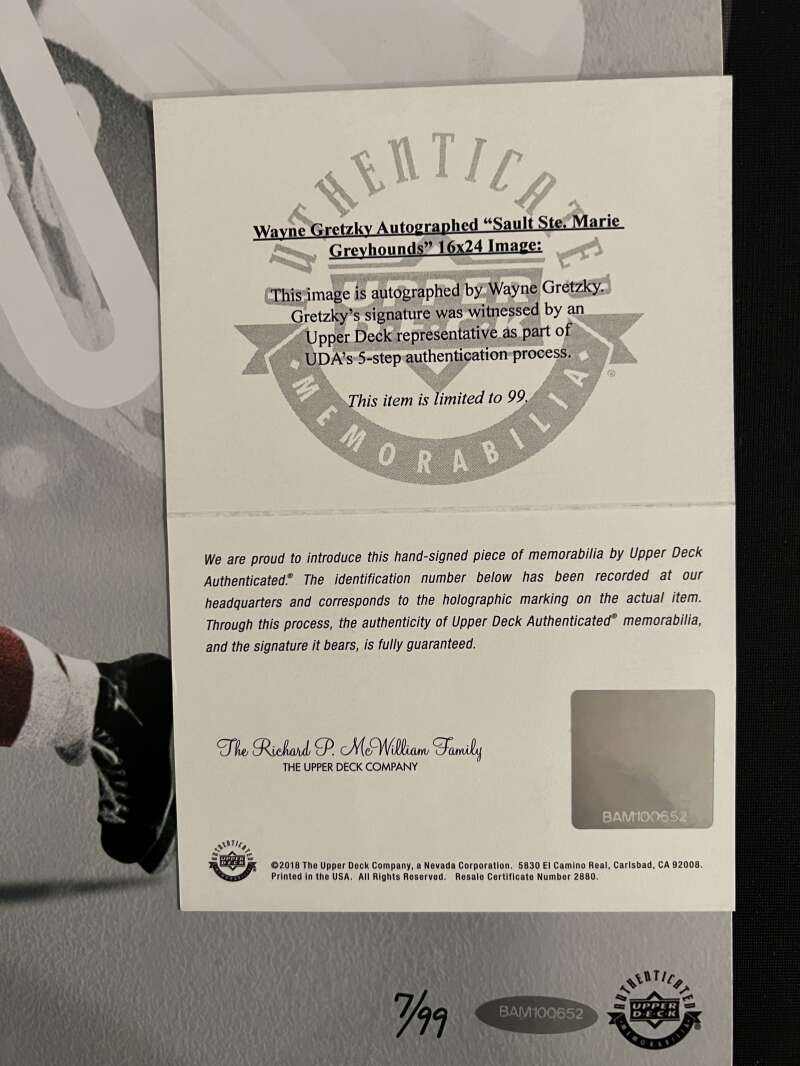 AUTHENTICATED
Wayne Gretzky Autographed “Sault Ste. Marie
Greyhounds” 16x24 Image:
UPPER
DECK
This image is autographed by Wayne Gretzky.
Gretzky’s signature was witnessed by an
Upper Deck representative as part of
UDA’s 5-step authentication process.
This item is limited to 99.
MEMORABILIA
®
We are proud to introduce this hand-signed piece of memorabilia by Upper Deck
Authenticated.® The identification number below has been recorded at our
headquarters and corresponds to the holographic marking on the actual item.
Through this process, the authenticity of Upper Deck Authenticated® memorabilia,
and the signature it bears, is fully guaranteed.
The Richard P. McWilliam Family
THE UPPER DECK COMPANY
BAM100652
AUTHENTICATED
UPPER
DECK
MEMORABILIA
©2018 The Upper Deck Company, a Nevada Corporation. 5830 El Camino Real, Carlsbad, CA 92008.
Printed in the USA. All Rights Reserved. Resale Certificate Number 2880.
7/99
BAM100652
AUTHENTICATED
UPPER
DECK
MEMORABILIA
®